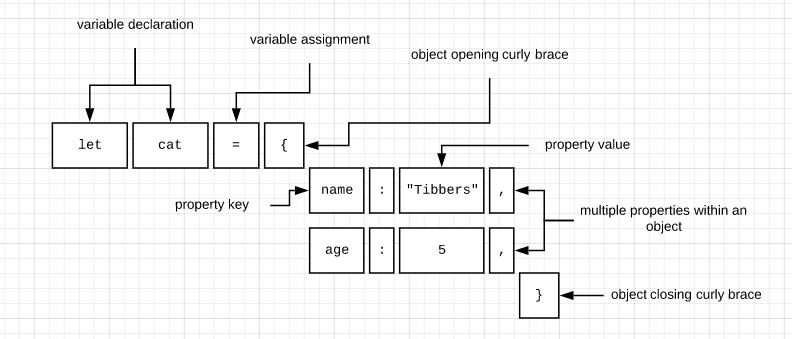 variable declaration
variable assignment
object opening curly brace
let cat = {
property value
property key
name : "Tibbers" ,
multiple properties within an
object
age : 5 ,
}
object closing curly brace